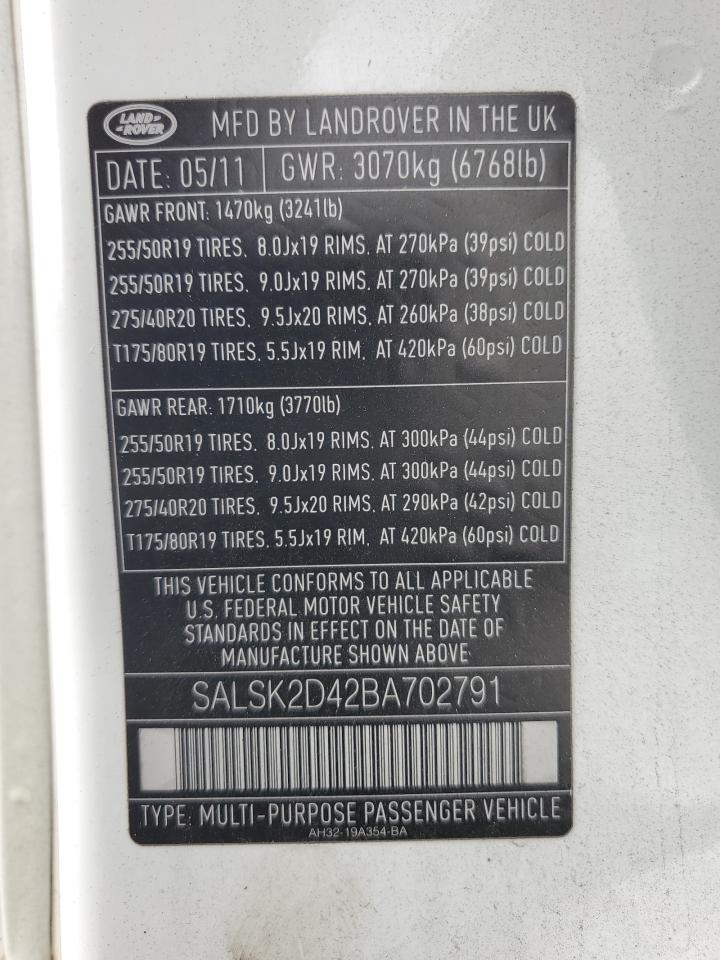 LAND-
-ROVER
MFD BY LANDROVER IN THE UK
DATE: 05/11 GWR: 3070kg (6768lb)
GAWR FRONT: 1470kg (3241lb)
255/50R19 TIRES, 8.0Jx19 RIMS, AT 270kPa (39psi) COLD
255/50R19 TIRES, 9.0Jx19 RIMS, AT 270kPa (39psi) COLD
275/40R20 TIRES, 9.5Jx20 RIMS, AT 260kPa (38psi) COLD
T175/80R19 TIRES, 5.5Jx19 RIM, AT 420kPa (60psi) COLD
GAWR REAR: 1710kg (3770lb)
255/50R19 TIRES, 8.0Jx19 RIMS, AT 300kPa (44psi) COLD
255/50R19 TIRES, 9.0Jx19 RIMS, AT 300kPa (44psi) COLD
275/40R20 TIRES, 9.5Jx20 RIMS, AT 290kPa (42psi) COLD
T175/80R19 TIRES, 5.5Jx19 RIM, AT 420kPa (60psi) COLD
THIS VEHICLE CONFORMS TO ALL APPLICABLE
U.S. FEDERAL MOTOR VEHICLE SAFETY
STANDARDS IN EFFECT ON THE DATE OF
MANUFACTURE SHOWN ABOVE
SALSK2D42BA702791
TYPE: MULTI-PURPOSE PASSENGER VEHICLE
AH32-19A354-BA